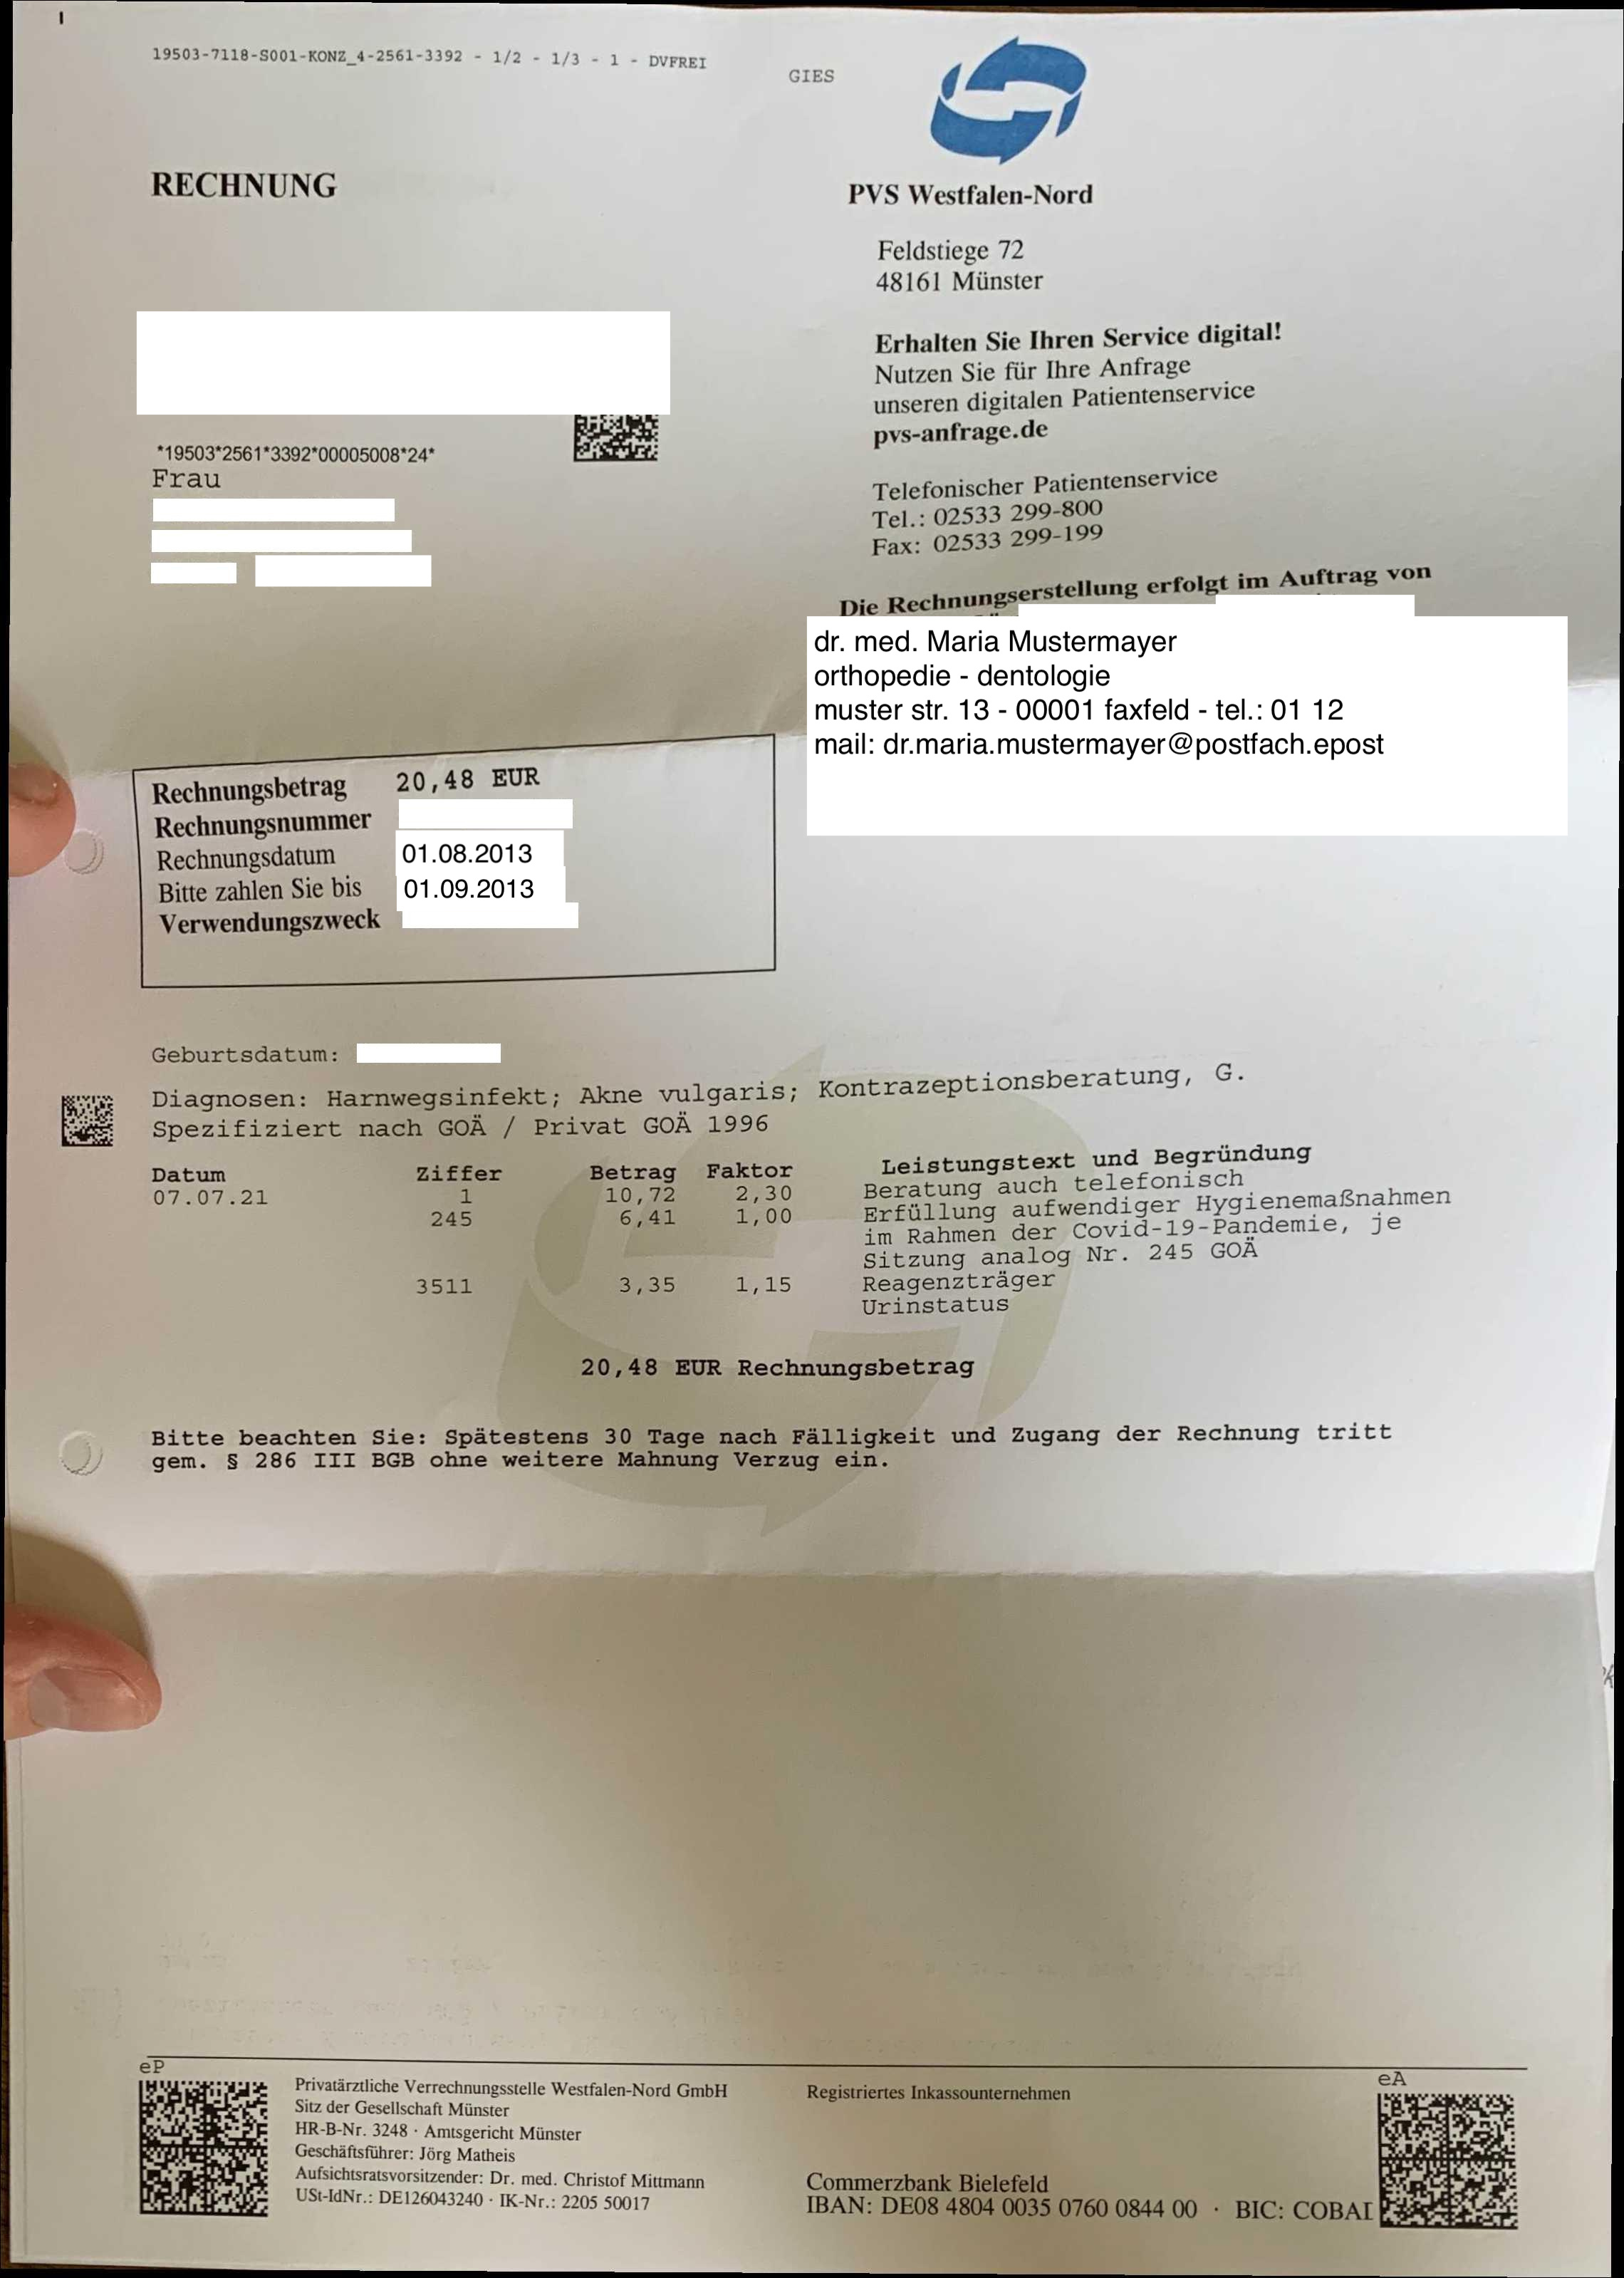 19503-7118-S001-KONZ_4-2561-3392 - 1/2 - 1/3 - 1 - DVFREI
GIES
RECHNUNG
PVS Westfalen-Nord
Feldstiege 72
48161 Münster
Erhalten Sie Ihren Service digital!
Nutzen Sie für Ihre Anfrage
unseren digitalen Patientenservice
pvs-anfrage.de
*19503*2561*3392*00005008*24*
Frau
Telefonischer Patientenservice
Tel.: 02533 299-800
Fax: 02533 299-199
Die Rechnungserstellung erfolgt im Auftrag von
dr. med. Maria Mustermayer
orthopedie - dentologie
muster str. 13 - 00001 faxfeld - tel.: 01 12
mail: dr.maria.mustermayer@postfach.epost
Rechnungsbetrag 20,48 EUR
Rechnungsnummer
Rechnungsdatum 01.08.2013
Bitte zahlen Sie bis 01.09.2013
Verwendungszweck
Geburtsdatum:
Diagnosen: Harnwegsinfekt; Akne vulgaris; Kontrazeptionsberatung, G.
Spezifiziert nach GOÄ / Privat GOÄ 1996
Datum Ziffer Betrag Faktor Leistungstext und Begründung
07.07.21 1 10,72 2,30 Beratung auch telefonisch
245 6,41 1,00 Erfüllung aufwendiger Hygienemaßnahmen
im Rahmen der Covid-19-Pandemie, je
Sitzung analog Nr. 245 GOÄ
3511 3,35 1,15 Reagenzträger
Urinstatus
20,48 EUR Rechnungsbetrag
Bitte beachten Sie: Spätestens 30 Tage nach Fälligkeit und Zugang der Rechnung tritt
gem. § 286 III BGB ohne weitere Mahnung Verzug ein.
eP
Privatärztliche Verrechnungsstelle Westfalen-Nord GmbH
Sitz der Gesellschaft Münster
HR-B-Nr. 3248 · Amtsgericht Münster
Geschäftsführer: Jörg Matheis
Aufsichtsratsvorsitzender: Dr. med. Christof Mittmann
USt-IdNr.: DE126043240 · IK-Nr.: 2205 50017
Registriertes Inkassounternehmen
Commerzbank Bielefeld
IBAN: DE08 4804 0035 0760 0844 00 · BIC: COBAD
eA